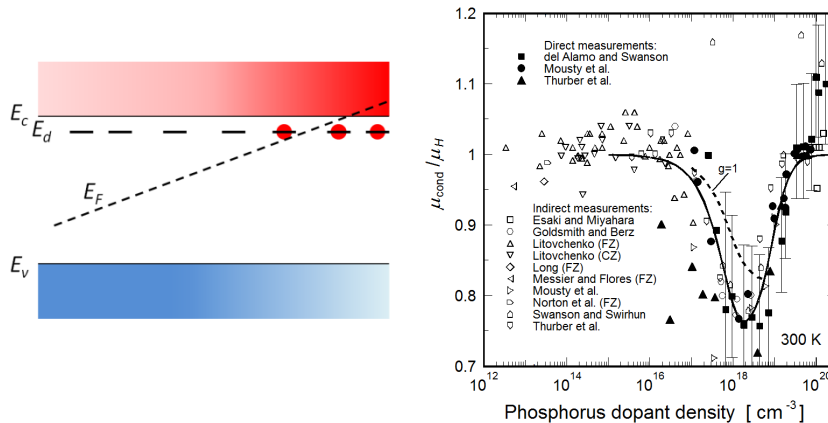 E_c
E_d
E_F
E_v
μ_cond / μ_H
1.2
1.1
1
0.9
0.8
0.7
Direct measurements:
del Alamo and Swanson
Mousty et al.
Thurber et al.
g=1
Indirect measurements:
Esaki and Miyahara
Goldsmith and Berz
Litovchenko (FZ)
Litovchenko (CZ)
Long (FZ)
Messier and Flores (FZ)
Mousty et al.
Norton et al. (FZ)
Swanson and Swirhun
Thurber et al.
300 K
10^12 10^14 10^16 10^18 10^20
Phosphorus dopant density [ cm^-3 ]